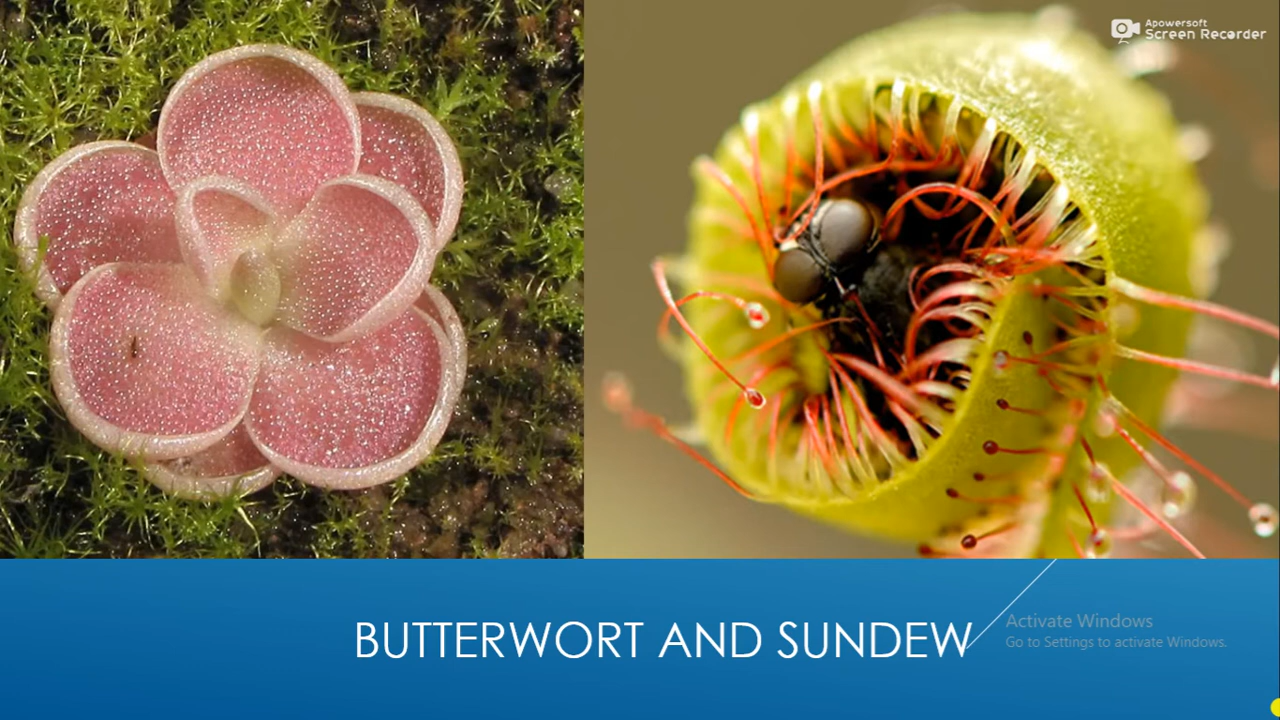 Apowersoft
Screen Recorder
BUTTERWORT AND SUNDEW
Activate Windows
Go to Settings to activate Windows.